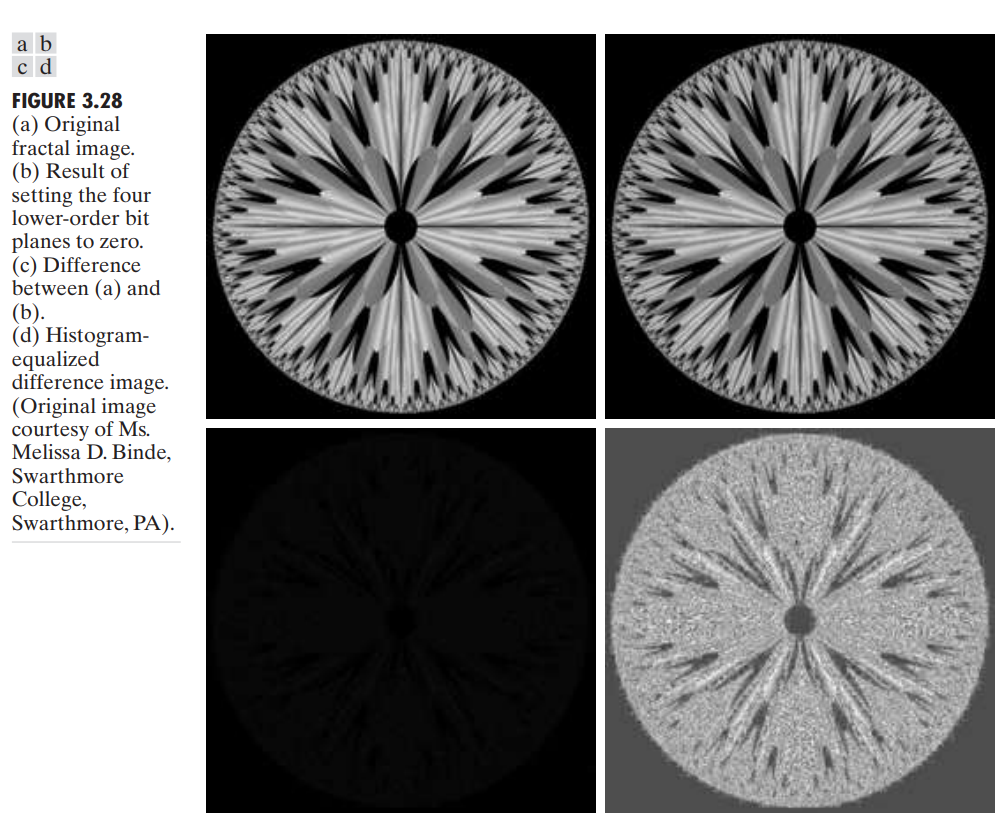 a b
c d
FIGURE 3.28
(a) Original
fractal image.
(b) Result of
setting the four
lower-order bit
planes to zero.
(c) Difference
between (a) and
(b).
(d) Histogram-
equalized
difference image.
(Original image
courtesy of Ms.
Melissa D. Binde,
Swarthmore
College,
Swarthmore, PA).